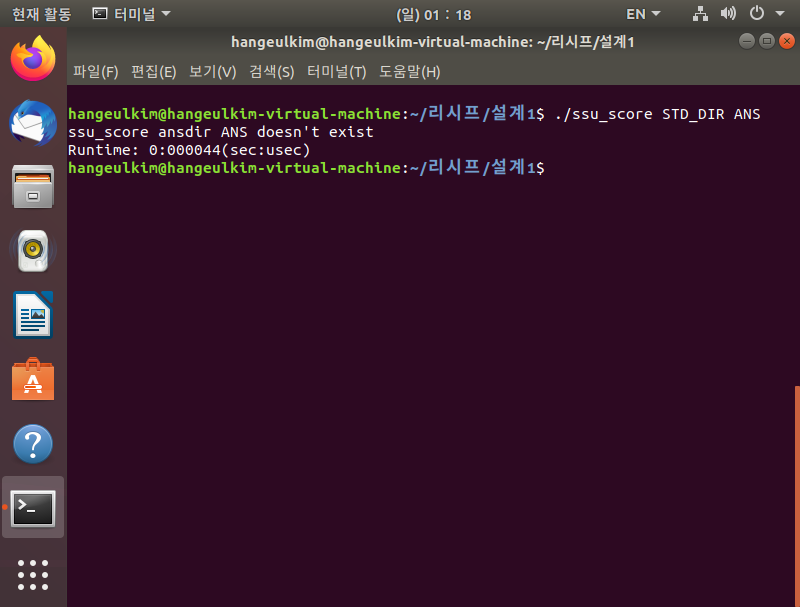 현재 활동 터미널 (일) 01 : 18 EN
hangeulkim@hangeulkim-virtual-machine: ~/리시프/설계1
파일(F) 편집(E) 보기(V) 검색(S) 터미널(T) 도움말(H)
hangeulkim@hangeulkim-virtual-machine:~/리시프/설계1$ ./ssu_score STD_DIR ANS
ssu_score ansdir ANS doesn't exist
Runtime: 0:000044(sec:usec)
hangeulkim@hangeulkim-virtual-machine:~/리시프/설계1$